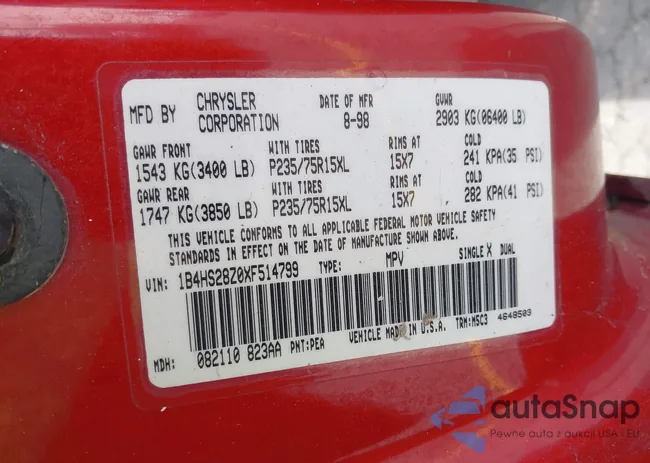 MFD BY CHRYSLER CORPORATION DATE OF MFR 8-98 GVWR 2903 KG(06400 LB)
GAWR FRONT WITH TIRES RIMS AT COLD
1543 KG(3400 LB) P235/75R15XL 15X7 241 KPA(35 PSI)
GAWR REAR WITH TIRES RIMS AT COLD
1747 KG(3850 LB) P235/75R15XL 15X7 282 KPA(41 PSI)
THIS VEHICLE CONFORMS TO ALL APPLICABLE FEDERAL MOTOR VEHICLE SAFETY
STANDARDS IN EFFECT ON THE DATE OF MANUFACTURE SHOWN ABOVE.
VIN: 1B4HS28Z0XF514799 TYPE: MPV SINGLE X DUAL
MDH: 082110 823AA PNT:PEA VEHICLE MADE IN U.S.A. TRM:M5C3 4648503
autaSnap
Pewne auta z aukcji USA - EU